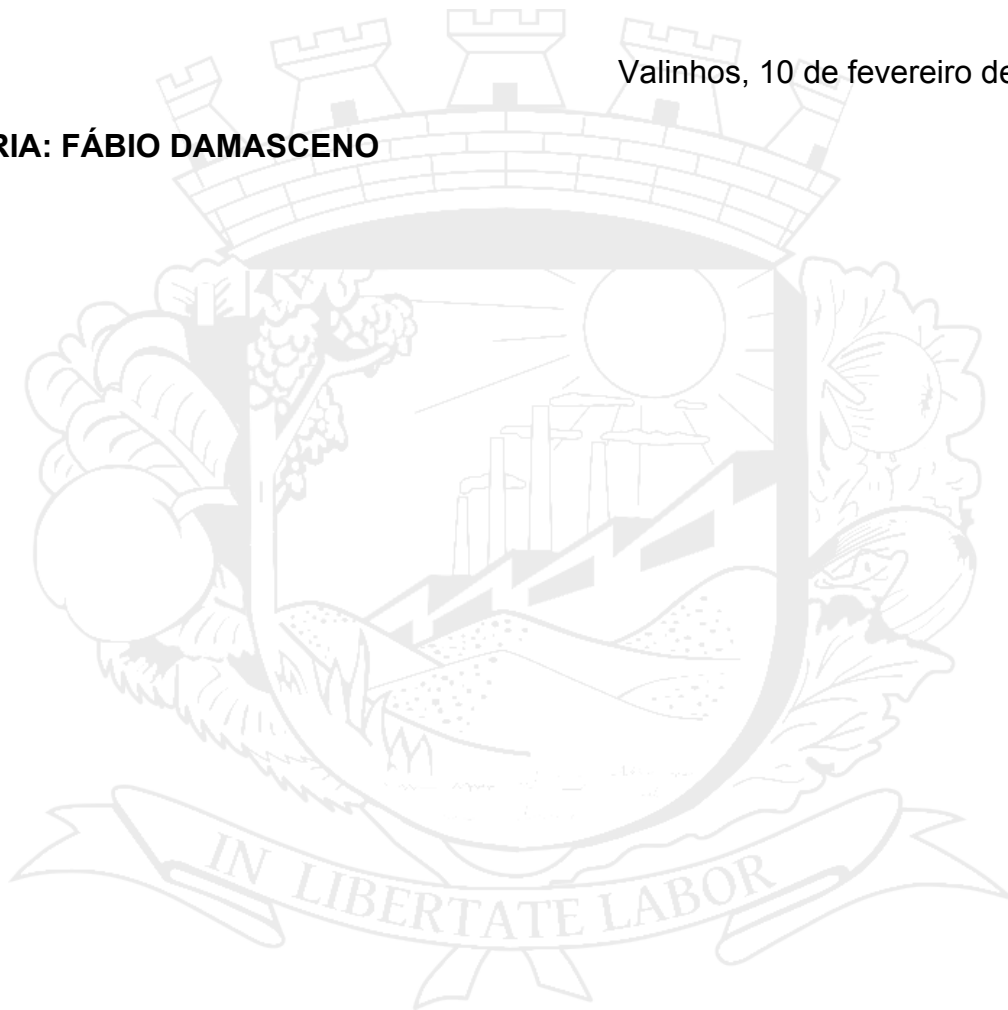 Valinhos, 10 de fevereiro de
RIA: FÁBIO DAMASCENO
IN LIBERTATE LABOR